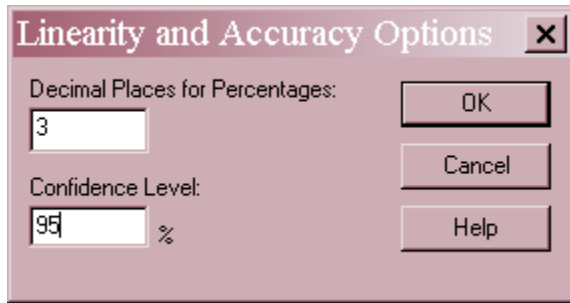 Linearity and Accuracy Options
Decimal Places for Percentages:
3
OK
Cancel
Confidence Level:
95 %
Help